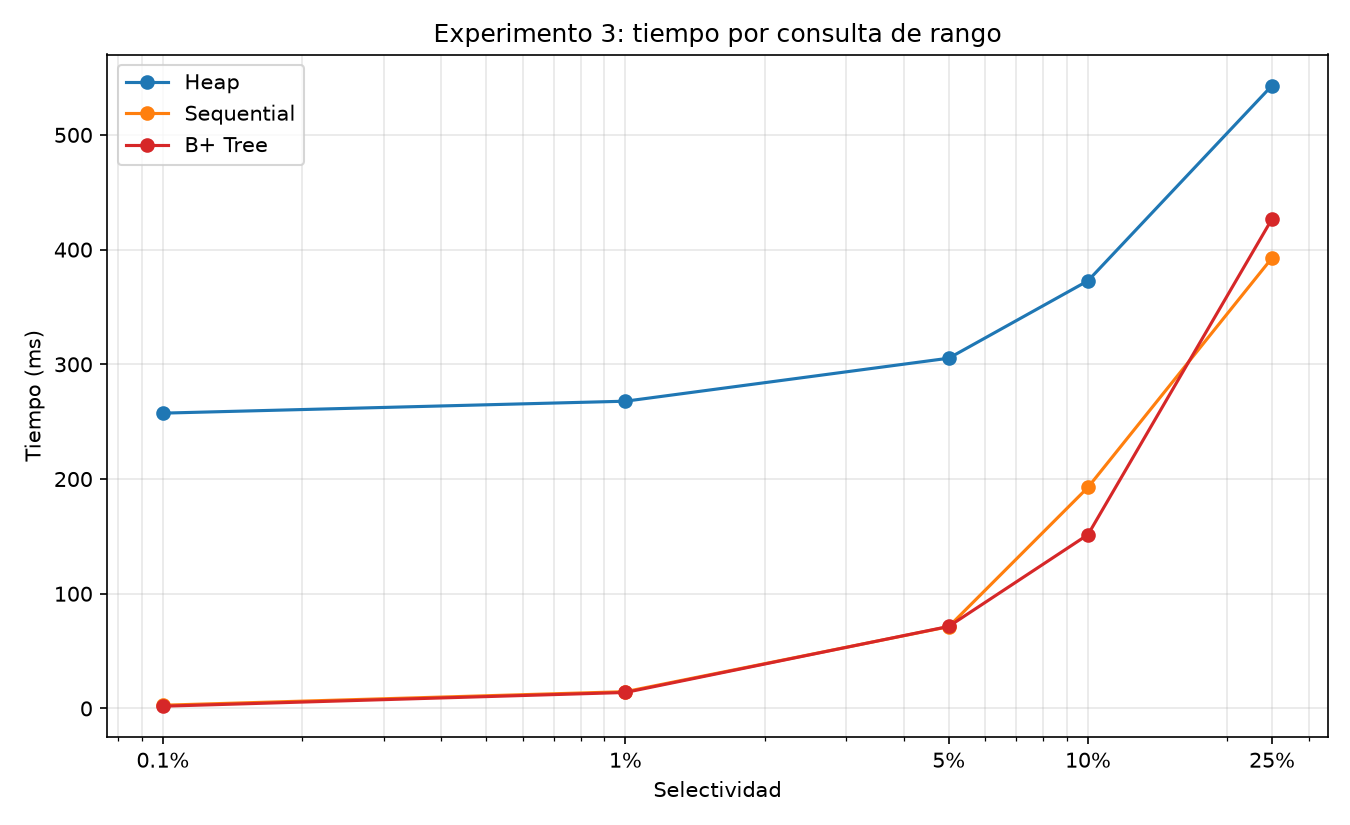 Experimento 3: tiempo por consulta de rango
Heap
Sequential
B+ Tree
500
400
300
200
100
0
Tiempo (ms)
0.1%
1%
5%
10%
25%
Selectividad